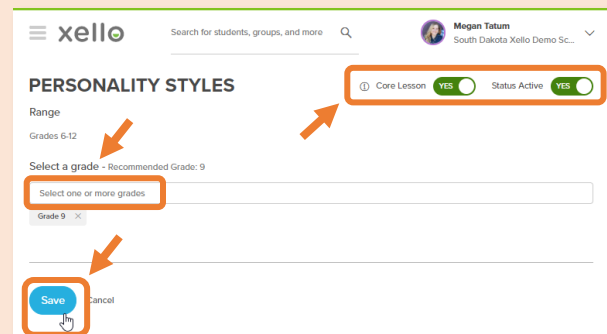 xello
Search for students, groups, and more
Megan Tatum
South Dakota Xello Demo Sc...
PERSONALITY STYLES
Core Lesson YES Status Active YES
Range
Grades 6-12
Select a grade - Recommended Grade: 9
Select one or more grades
Grade 9 ×
Save Cancel